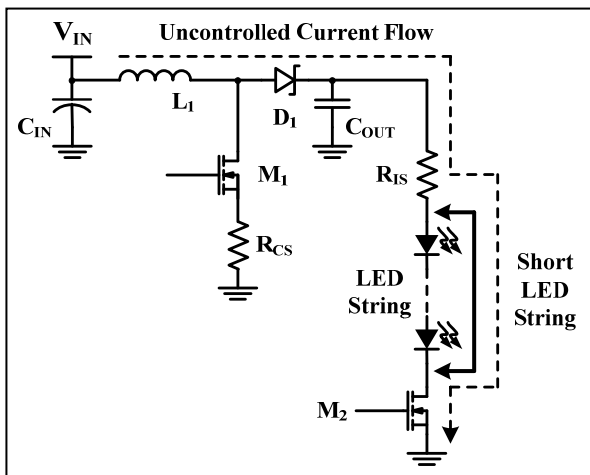 Uncontrolled Current Flow
VIN
L1
D1
CIN
COUT
M1
RIS
RCS
LED
String
Short
LED
String
M2